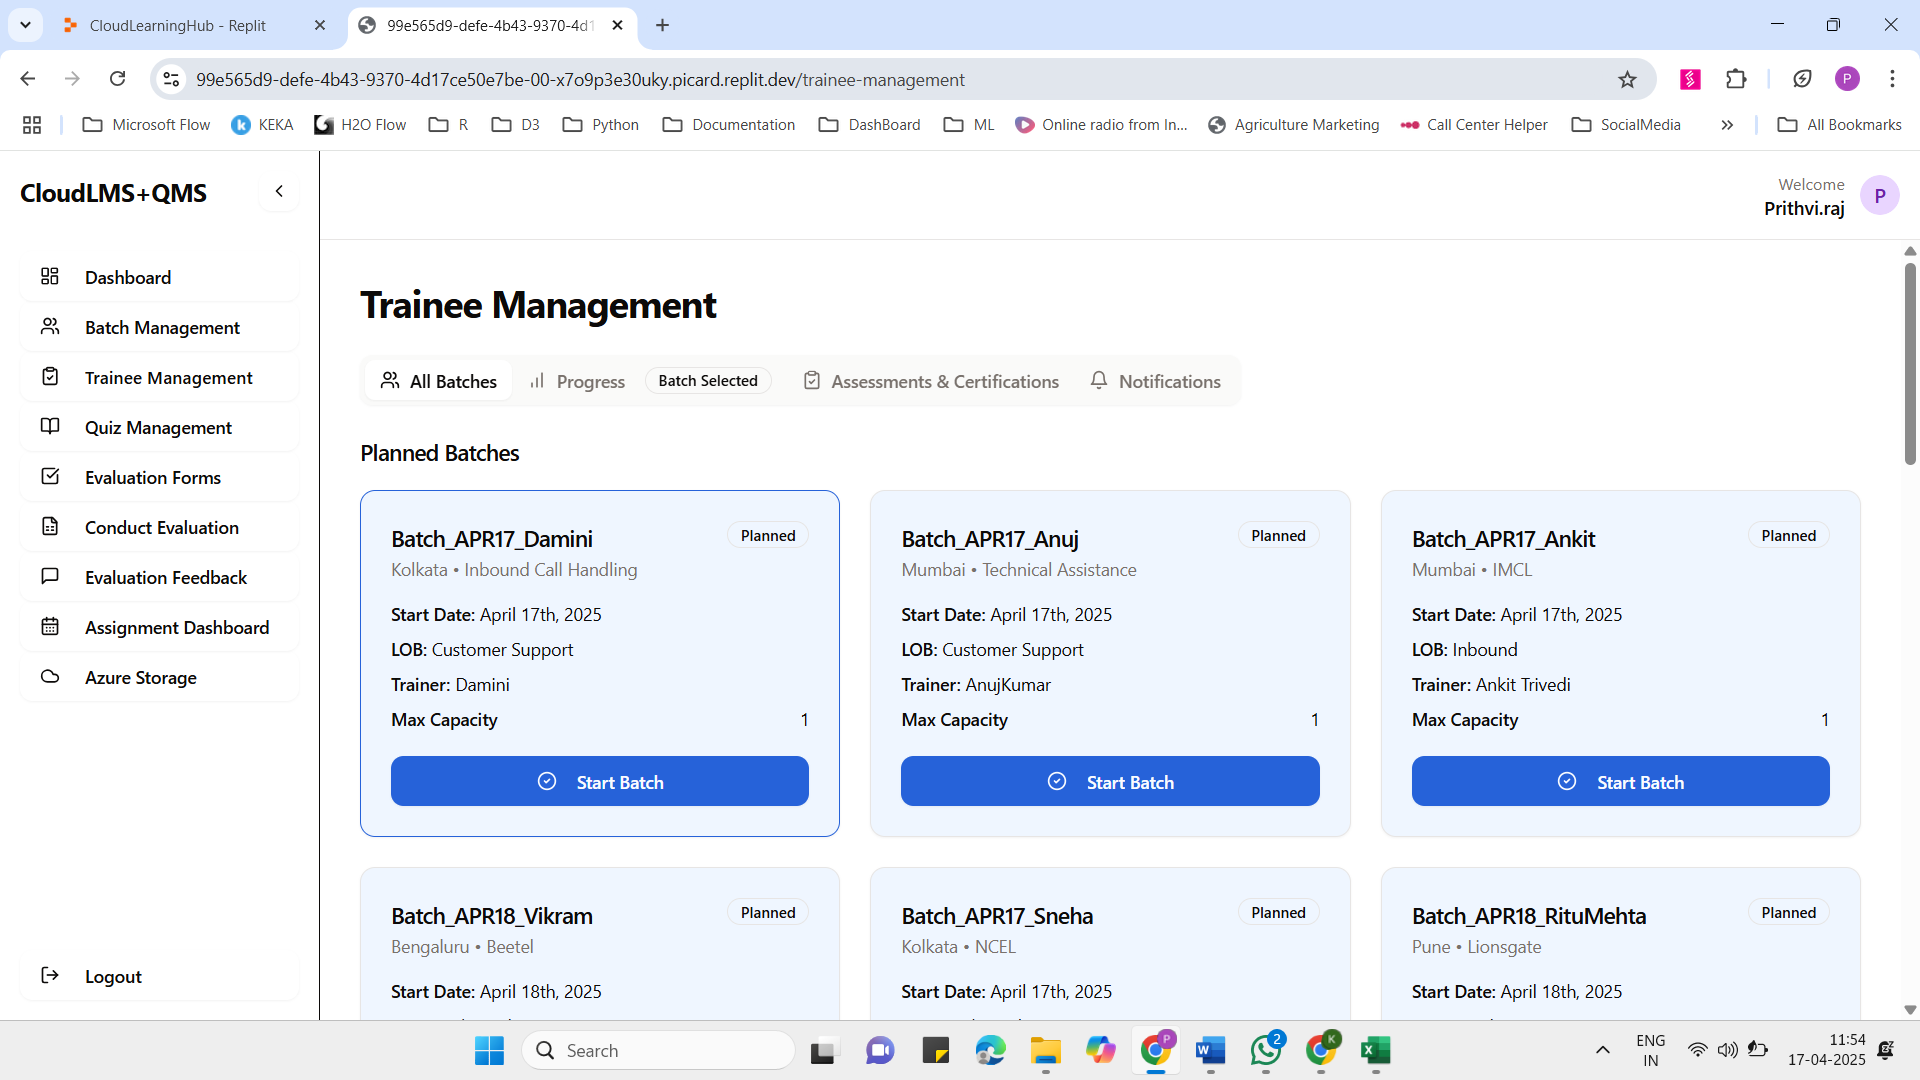 CloudLearningHub - Replit
99e565d9-defe-4b43-9370-4d1
99e565d9-defe-4b43-9370-4d17ce50e7be-00-x7o9p3e30uky.picard.replit.dev/trainee-management
P
Microsoft Flow
KEKA
H2O Flow
R
D3
Python
Documentation
DashBoard
ML
Online radio from In...
Agriculture Marketing
Call Center Helper
SocialMedia
All Bookmarks
CloudLMS+QMS
Welcome
Prithvi.raj
P
Dashboard
Batch Management
Trainee Management
Quiz Management
Evaluation Forms
Conduct Evaluation
Evaluation Feedback
Assignment Dashboard
Azure Storage
Logout
Trainee Management
All Batches
Progress
Batch Selected
Assessments & Certifications
Notifications
Planned Batches
Batch_APR17_Damini
Planned
Kolkata • Inbound Call Handling
Start Date: April 17th, 2025
LOB: Customer Support
Trainer: Damini
Max Capacity 1
Start Batch
Batch_APR17_Anuj
Planned
Mumbai • Technical Assistance
Start Date: April 17th, 2025
LOB: Customer Support
Trainer: AnujKumar
Max Capacity 1
Start Batch
Batch_APR17_Ankit
Planned
Mumbai • IMCL
Start Date: April 17th, 2025
LOB: Inbound
Trainer: Ankit Trivedi
Max Capacity 1
Start Batch
Batch_APR18_Vikram
Planned
Bengaluru • Beetel
Start Date: April 18th, 2025
Batch_APR17_Sneha
Planned
Kolkata • NCEL
Start Date: April 17th, 2025
Batch_APR18_RituMehta
Planned
Pune • Lionsgate
Start Date: April 18th, 2025
Search
P
W
2
K
X
ENG
IN
11:54
17-04-2025